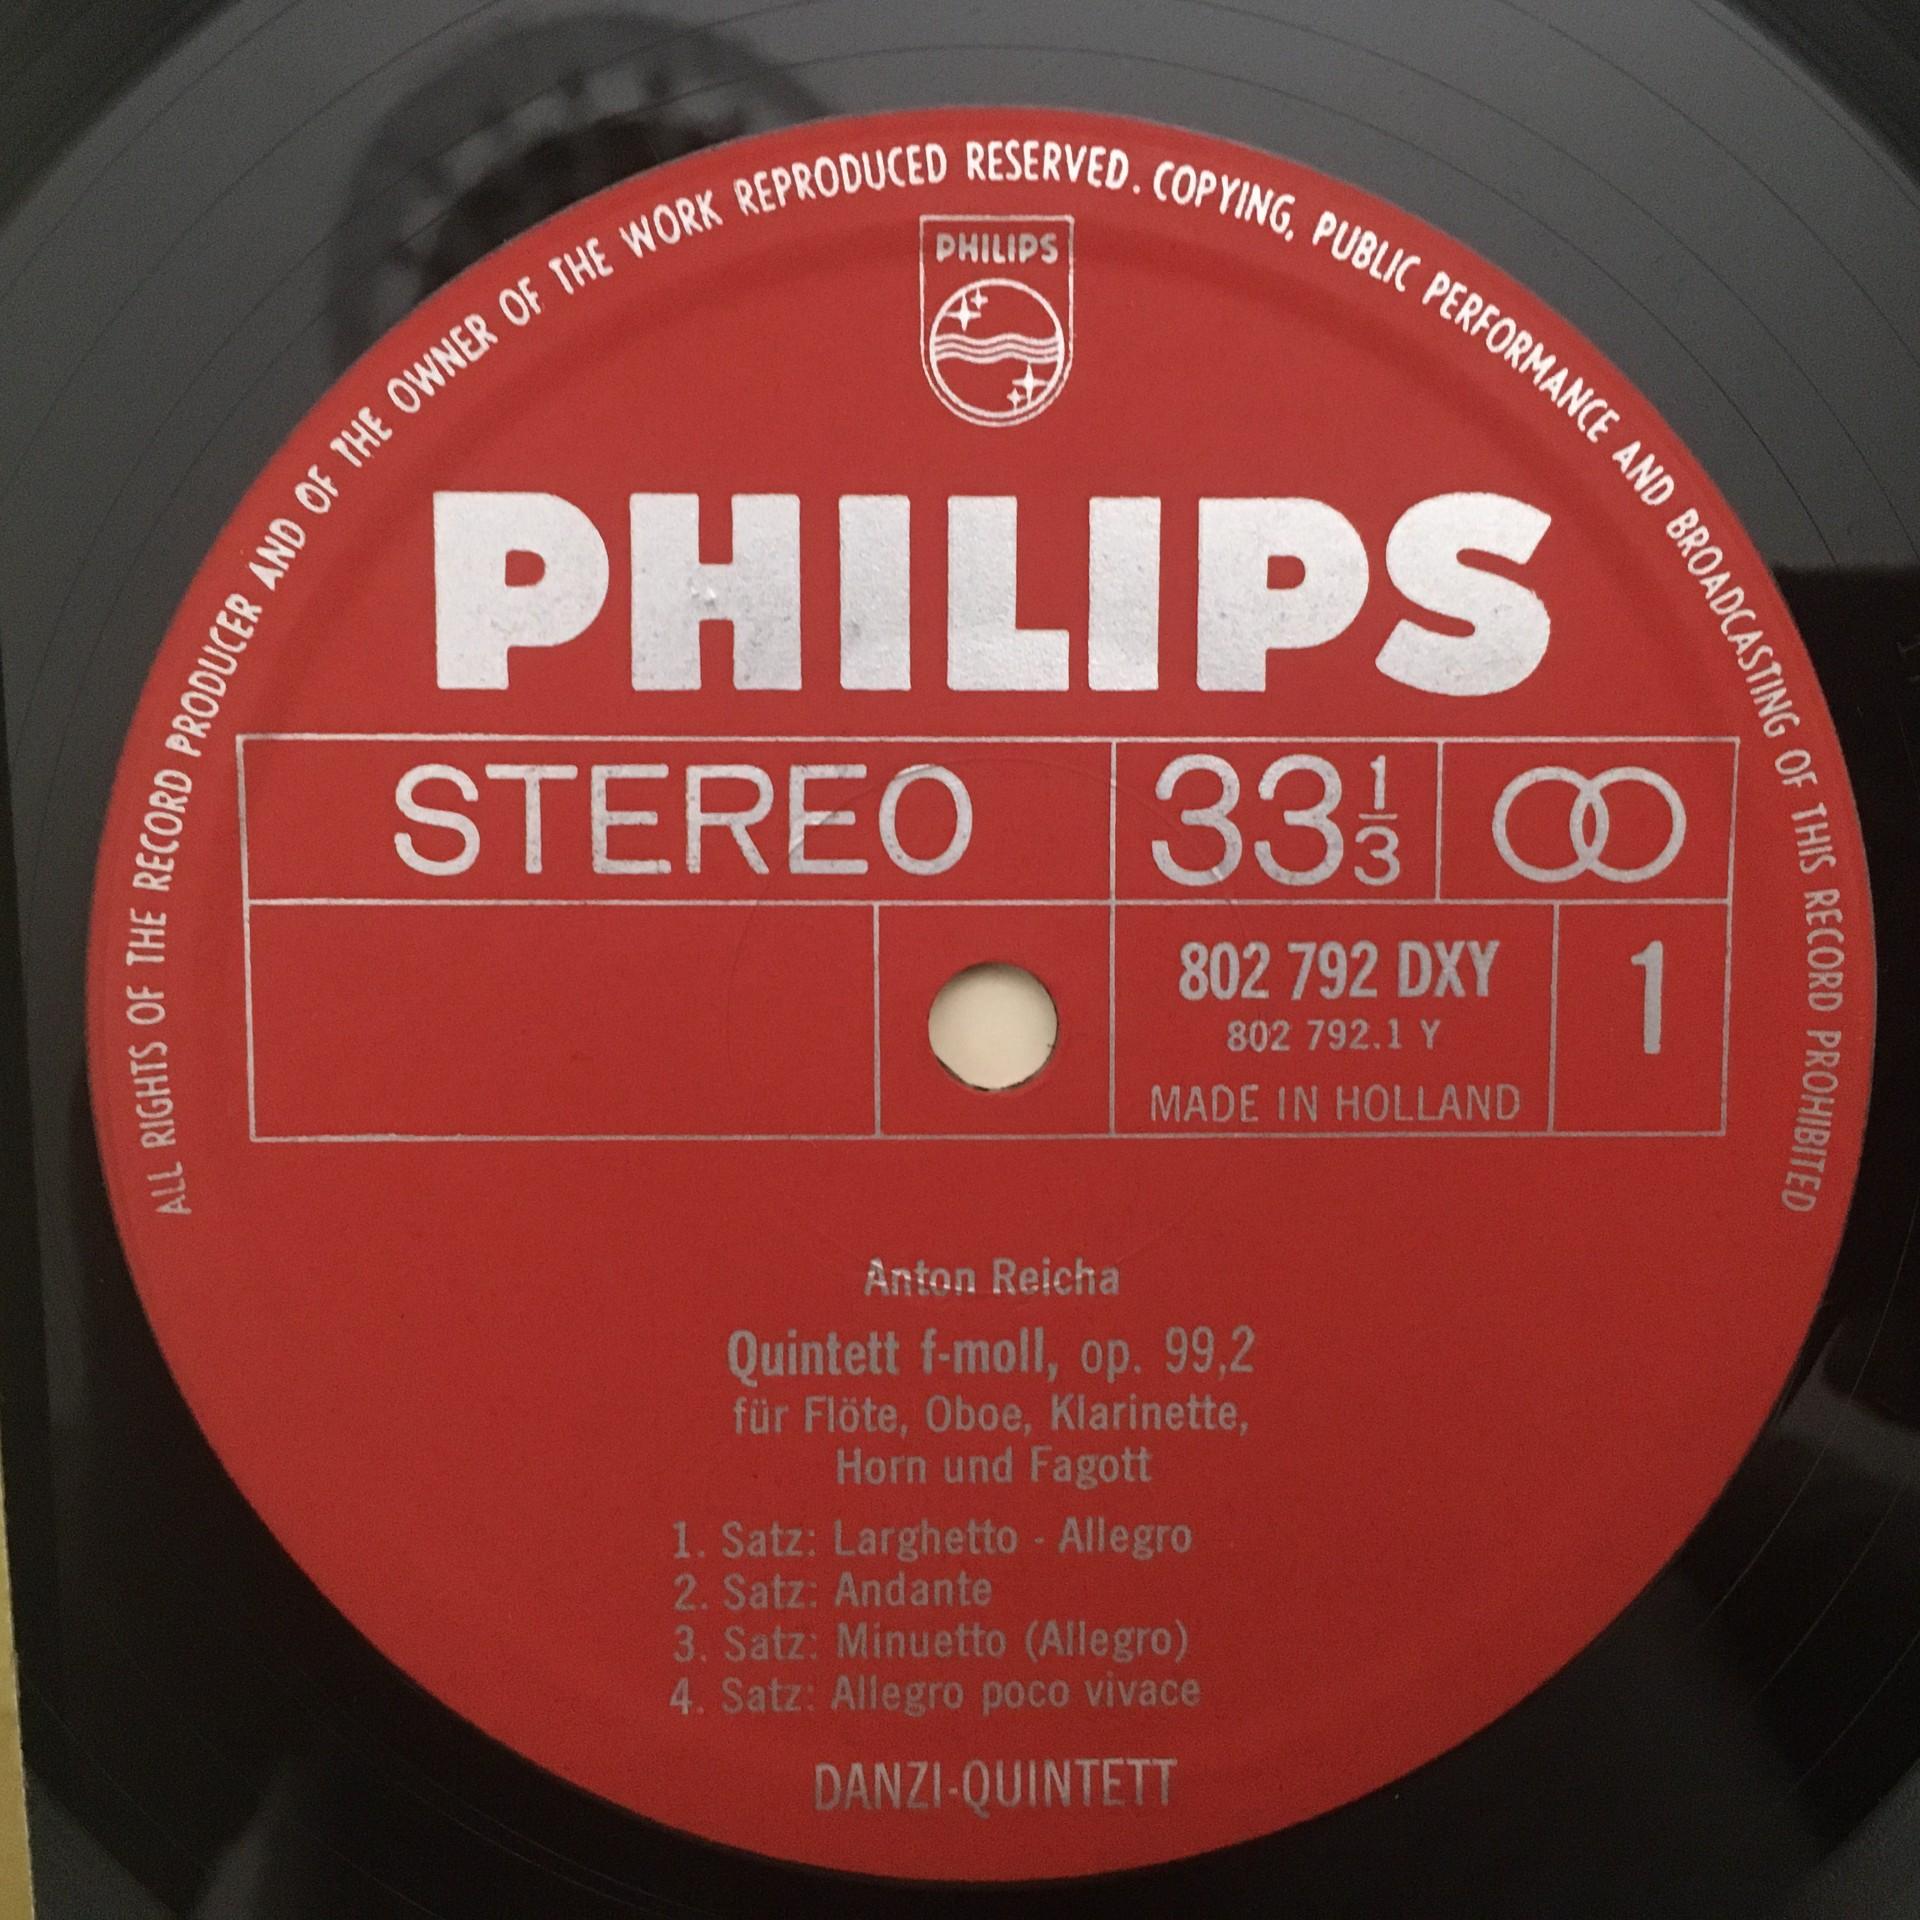 ALL RIGHTS OF THE RECORD PRODUCER AND OF THE OWNER OF THE WORK REPRODUCED RESERVED. COPYING, PUBLIC PERFORMANCE AND BROADCASTING OF THIS RECORD PROHIBITED
PHILIPS
PHILIPS
STEREO 33 1/3
802 792 DXY 1
802 792.1 Y
MADE IN HOLLAND
Anton Reicha
Quintett f-moll, op. 99,2
für Flöte, Oboe, Klarinette,
Horn und Fagott
1. Satz: Larghetto - Allegro
2. Satz: Andante
3. Satz: Minuetto (Allegro)
4. Satz: Allegro poco vivace
DANZI-QUINTETT